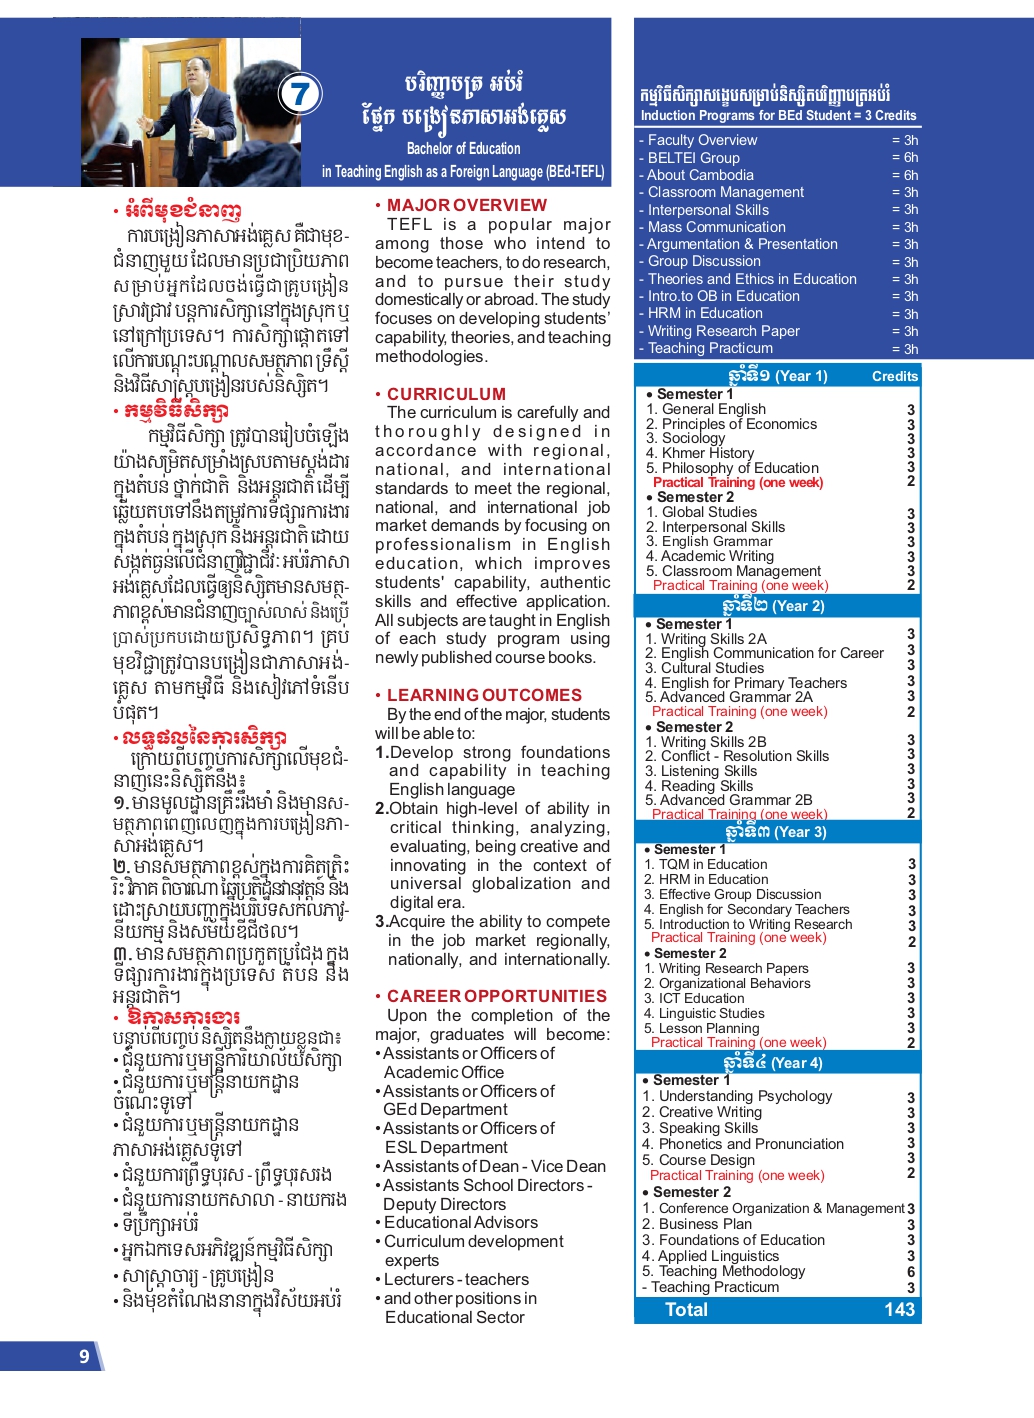 7
បរិញ្ញាបត្រ អប់រំ
ផ្នែក បង្រៀនភាសាអង់គ្លេស
Bachelor of Education
in Teaching English as a Foreign Language (BEd-TEFL)
• អំពីមុខជំនាញ
ការបង្រៀនភាសាអង់គ្លេស គឺជាមុខ-
ជំនាញមួយ ដែលមានប្រជាប្រិយភាព
សម្រាប់អ្នកដែលចង់ធ្វើជាគ្រូបង្រៀន
ស្រាវជ្រាវ បន្តការសិក្សានៅក្នុងស្រុក ឬ
នៅក្រៅប្រទេស។ ការសិក្សាផ្តោតទៅ
លើការបណ្តុះបណ្តាលសមត្ថភាព ទ្រឹស្តី
និងវិធីសាស្ត្របង្រៀនរបស់និស្សិត។
• កម្មវិធីសិក្សា
កម្មវិធីសិក្សា ត្រូវបានរៀបចំឡើង
យ៉ាងសម្រិតសម្រាំងស្របតាមស្តង់ដារ
ក្នុងតំបន់ ថ្នាក់ជាតិ និងអន្តរជាតិ ដើម្បី
ឆ្លើយតបទៅនឹងតម្រូវការទីផ្សារការងារ
ក្នុងតំបន់ ក្នុងស្រុក និងអន្តរជាតិ ដោយ
សង្កត់ធ្ងន់លើជំនាញវិជ្ជាជីវៈ អប់រំភាសា
អង់គ្លេសដែលធ្វើឲ្យនិស្សិតមានសមត្ថ-
ភាពខ្ពស់មានជំនាញច្បាស់លាស់ និងប្រើ
ប្រាស់ប្រកបដោយប្រសិទ្ធភាព។ គ្រប់
មុខវិជ្ជាត្រូវបានបង្រៀនជាភាសាអង់-
គ្លេស តាមកម្មវិធី និងសៀវភៅទំនើប
បំផុត។
• លទ្ធផលនៃការសិក្សា
ក្រោយពីបញ្ចប់ការសិក្សាលើមុខជំ-
នាញនេះនិស្សិតនឹង៖
១. មានមូលដ្ឋានគ្រឹះរឹងមាំ និងមានស-
មត្ថភាពពេញលេញក្នុងការបង្រៀនភា-
សាអង់គ្លេស។
២. មានសមត្ថភាពខ្ពស់ក្នុងការគិតត្រិះ
រិះ វិភាគ ពិចារណា ឆ្នៃប្រតិដ្ឋនវានុវត្តន៍ និង
ដោះស្រាយបញ្ហាក្នុងបរិបទសកលភាវូ-
នីយកម្ម និងសម័យឌីជីថល។
៣. មានសមត្ថភាពប្រកួតប្រជែង ក្នុង
ទីផ្សារការងារក្នុងប្រទេស តំបន់ និង
អន្តរជាតិ។
• ឱកាសការងារ
បន្ទាប់ពីបញ្ចប់ និស្សិតនឹងក្លាយខ្លួនជា៖
• ជំនួយការ ឬមន្ត្រីការិយាល័យសិក្សា
• ជំនួយការ ឬមន្ត្រីនាយកដ្ឋាន
ចំណេះទូទៅ
• ជំនួយការ ឬមន្ត្រីនាយកដ្ឋាន
ភាសាអង់គ្លេសទូទៅ
• ជំនួយការព្រឹទ្ធបុរស - ព្រឹទ្ធបុរសរង
• ជំនួយការនាយកសាលា - នាយករង
• ទីប្រឹក្សាអប់រំ
• អ្នកឯកទេសអភិវឌ្ឍន៍កម្មវិធីសិក្សា
• សាស្ត្រាចារ្យ - គ្រូបង្រៀន
• និងមុខតំណែងនានាក្នុងវិស័យអប់រំ
• MAJOR OVERVIEW
TEFL is a popular major
among those who intend to
become teachers, to do research,
and to pursue their study
domestically or abroad. The study
focuses on developing students’
capability, theories, and teaching
methodologies.
• CURRICULUM
The curriculum is carefully and
thoroughly designed in
accordance with regional,
national, and international
standards to meet the regional,
national, and international job
market demands by focusing on
professionalism in English
education, which improves
students' capability, authentic
skills and effective application.
All subjects are taught in English
of each study program using
newly published course books.
• LEARNING OUTCOMES
By the end of the major, students
will be able to:
1.Develop strong foundations
and capability in teaching
English language
2.Obtain high-level of ability in
critical thinking, analyzing,
evaluating, being creative and
innovating in the context of
universal globalization and
digital era.
3.Acquire the ability to compete
in the job market regionally,
nationally, and internationally.
• CAREER OPPORTUNITIES
Upon the completion of the
major, graduates will become:
• Assistants or Officers of
Academic Office
• Assistants or Officers of
GEd Department
• Assistants or Officers of
ESL Department
• Assistants of Dean - Vice Dean
• Assistants School Directors -
Deputy Directors
• Educational Advisors
• Curriculum development
experts
• Lecturers - teachers
• and other positions in
Educational Sector
កម្មវិធីសិក្សាសង្ខេបសម្រាប់និស្សិតបរិញ្ញាបត្រអប់រំ
Induction Programs for BEd Student = 3 Credits
- Faculty Overview = 3h
- BELTEI Group = 6h
- About Cambodia = 6h
- Classroom Management = 3h
- Interpersonal Skills = 3h
- Mass Communication = 3h
- Argumentation & Presentation = 3h
- Group Discussion = 3h
- Theories and Ethics in Education = 3h
- Intro.to OB in Education = 3h
- HRM in Education = 3h
- Writing Research Paper = 3h
- Teaching Practicum = 3h
ឆ្នាំទី១ (Year 1) Credits
• Semester 1
1. General English 3
2. Principles of Economics 3
3. Sociology 3
4. Khmer History 3
5. Philosophy of Education 3
Practical Training (one week) 2
• Semester 2
1. Global Studies 3
2. Interpersonal Skills 3
3. English Grammar 3
4. Academic Writing 3
5. Classroom Management 3
Practical Training (one week) 2
ឆ្នាំទី២ (Year 2)
• Semester 1
1. Writing Skills 2A 3
2. English Communication for Career 3
3. Cultural Studies 3
4. English for Primary Teachers 3
5. Advanced Grammar 2A 3
Practical Training (one week) 2
• Semester 2
1. Writing Skills 2B 3
2. Conflict - Resolution Skills 3
3. Listening Skills 3
4. Reading Skills 3
5. Advanced Grammar 2B 3
Practical Training (one week) 2
ឆ្នាំទី៣ (Year 3)
• Semester 1
1. TQM in Education 3
2. HRM in Education 3
3. Effective Group Discussion 3
4. English for Secondary Teachers 3
5. Introduction to Writing Research 3
Practical Training (one week) 2
• Semester 2
1. Writing Research Papers 3
2. Organizational Behaviors 3
3. ICT Education 3
4. Linguistic Studies 3
5. Lesson Planning 3
Practical Training (one week) 2
ឆ្នាំទី៤ (Year 4)
• Semester 1
1. Understanding Psychology 3
2. Creative Writing 3
3. Speaking Skills 3
4. Phonetics and Pronunciation 3
5. Course Design 3
Practical Training (one week) 2
• Semester 2
1. Conference Organization & Management 3
2. Business Plan 3
3. Foundations of Education 3
4. Applied Linguistics 3
5. Teaching Methodology 6
- Teaching Practicum 3
Total 143
9